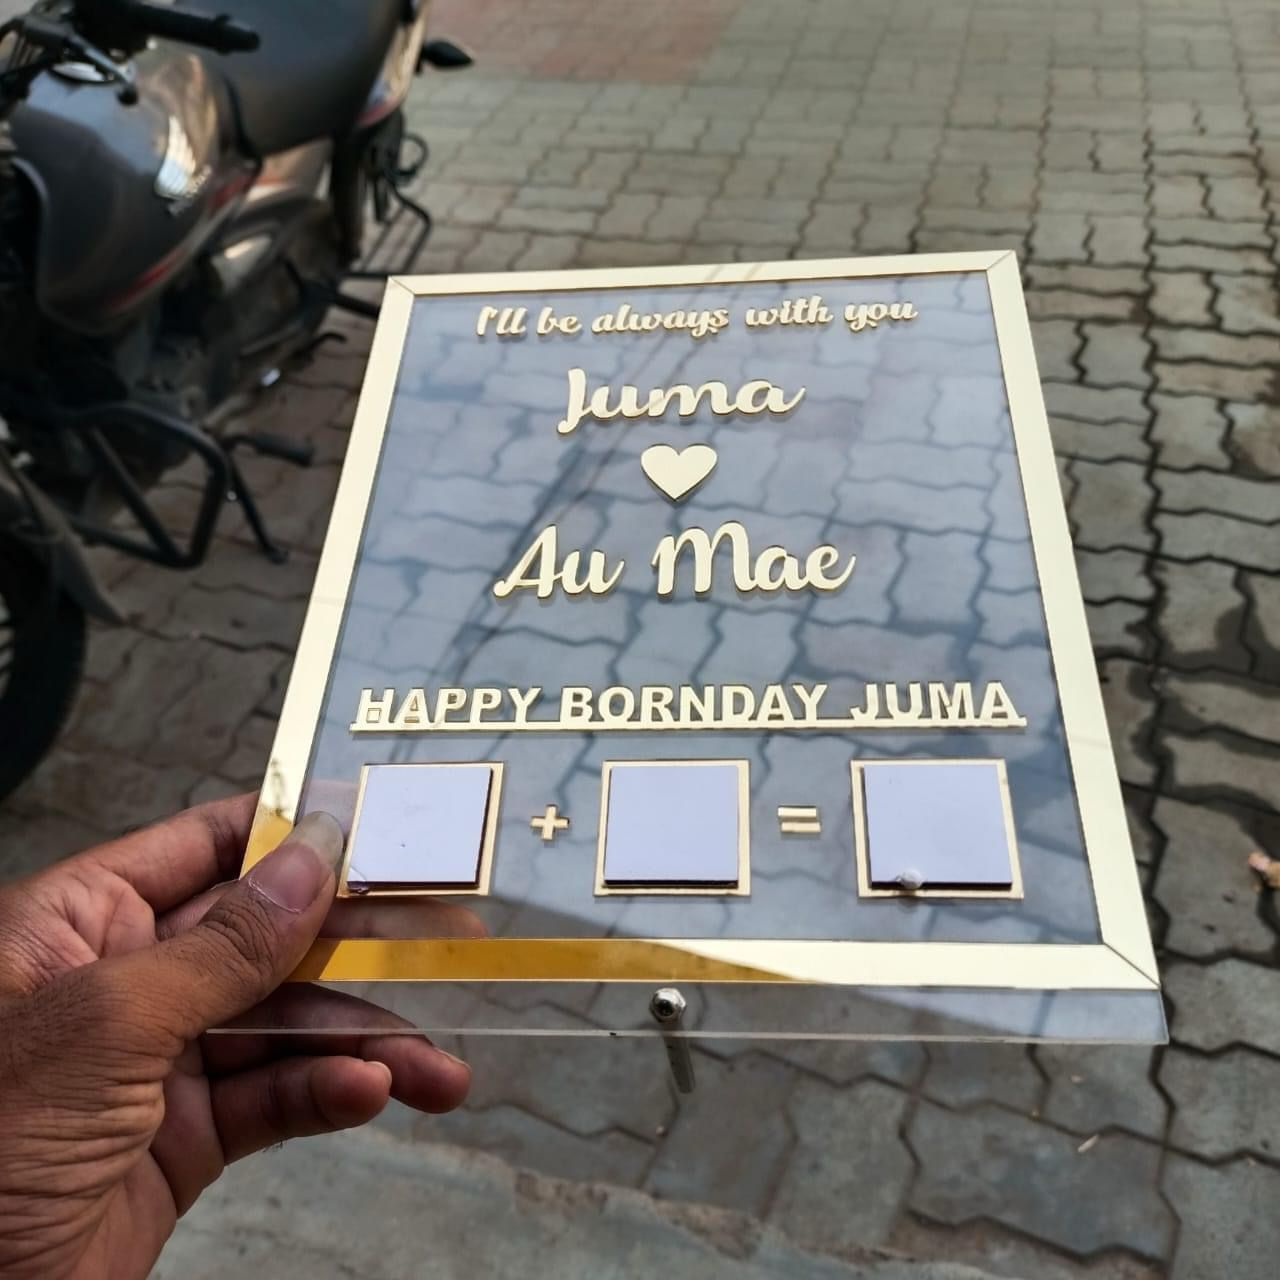 I'll be always with you
Juma
Au Mae
HAPPY BORNDAY JUMA
+ =